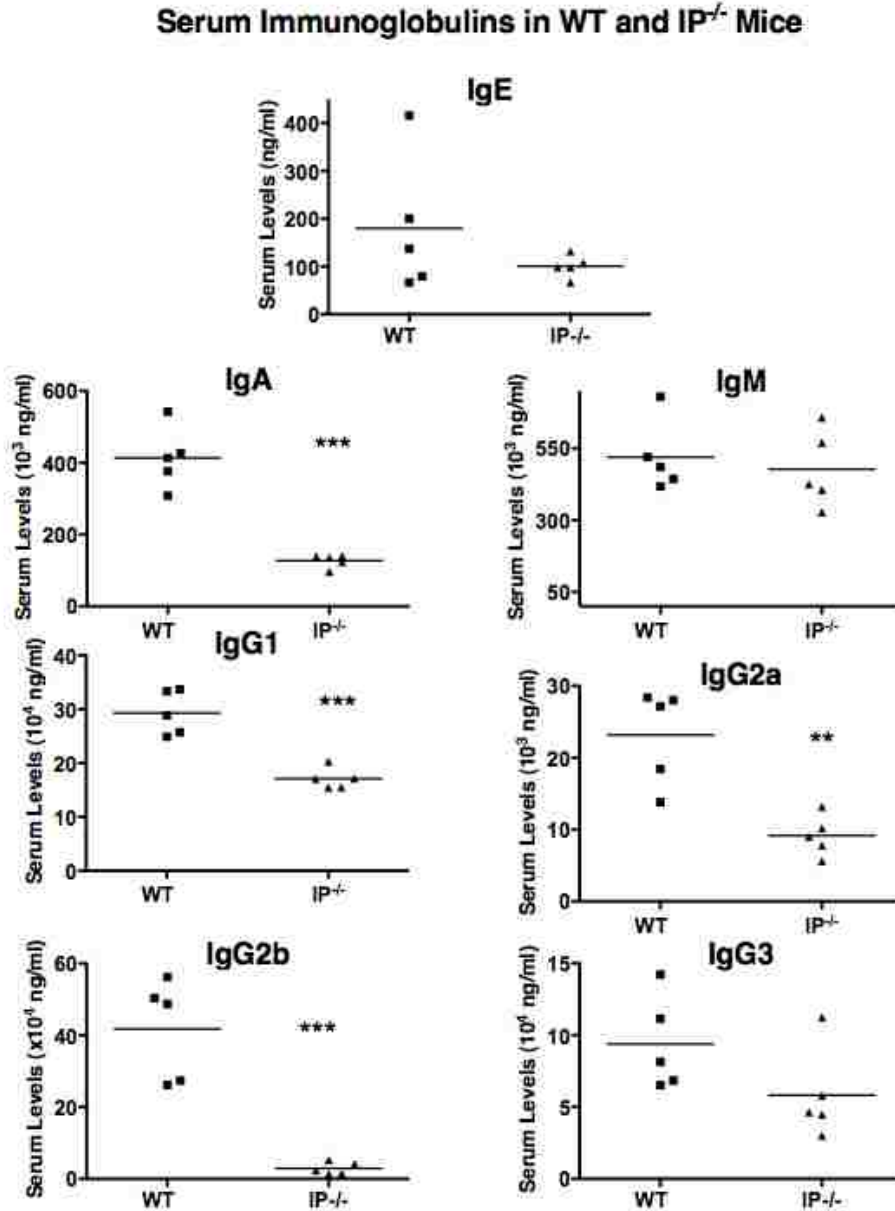 Serum Immunoglobulins in WT and IP-/- Mice
IgE
Serum Levels (ng/ml)
400
300
200
100
0
WT
IP-/-
IgA
Serum Levels (10³ ng/ml)
600
400
200
0
***
WT
IP-/-
IgM
Serum Levels (10³ ng/ml)
550
300
50
WT
IP-/-
IgG1
Serum Levels (10⁴ ng/ml)
40
30
20
10
0
***
WT
IP-/-
IgG2a
Serum Levels (10³ ng/ml)
30
20
10
0
**
WT
IP-/-
IgG2b
Serum Levels (x10⁴ ng/ml)
60
40
20
0
***
WT
IP-/-
IgG3
Serum Levels (10⁴ ng/ml)
15
10
5
0
WT
IP-/-